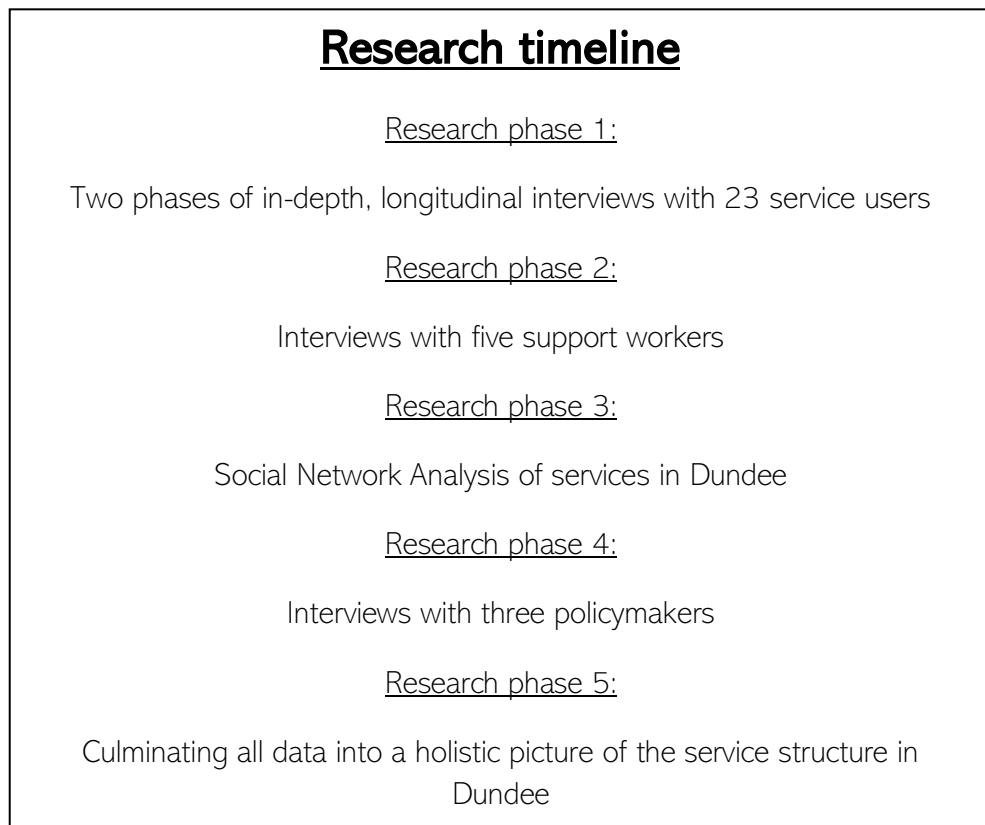 Research timeline
Research phase 1:
Two phases of in-depth, longitudinal interviews with 23 service users
Research phase 2:
Interviews with five support workers
Research phase 3:
Social Network Analysis of services in Dundee
Research phase 4:
Interviews with three policymakers
Research phase 5:
Culminating all data into a holistic picture of the service structure in
Dundee